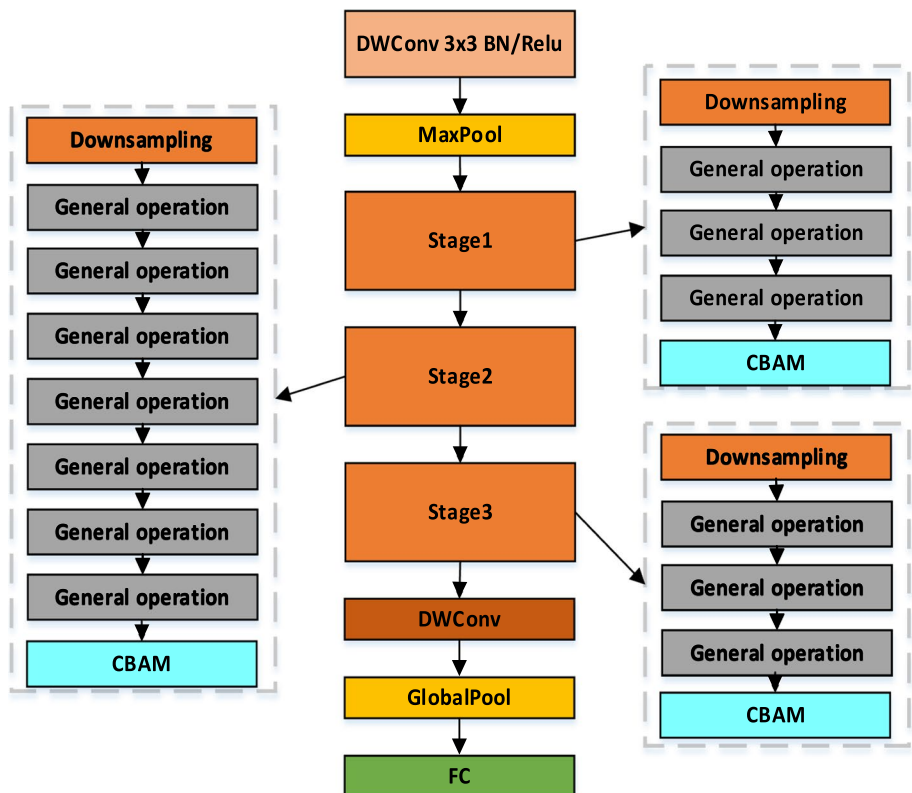 DWConv 3x3 BN/Relu
MaxPool
Stage1
Stage2
Stage3
DWConv
GlobalPool
FC
Downsampling
General operation
General operation
General operation
General operation
General operation
General operation
General operation
CBAM
Downsampling
General operation
General operation
General operation
CBAM
Downsampling
General operation
General operation
General operation
CBAM